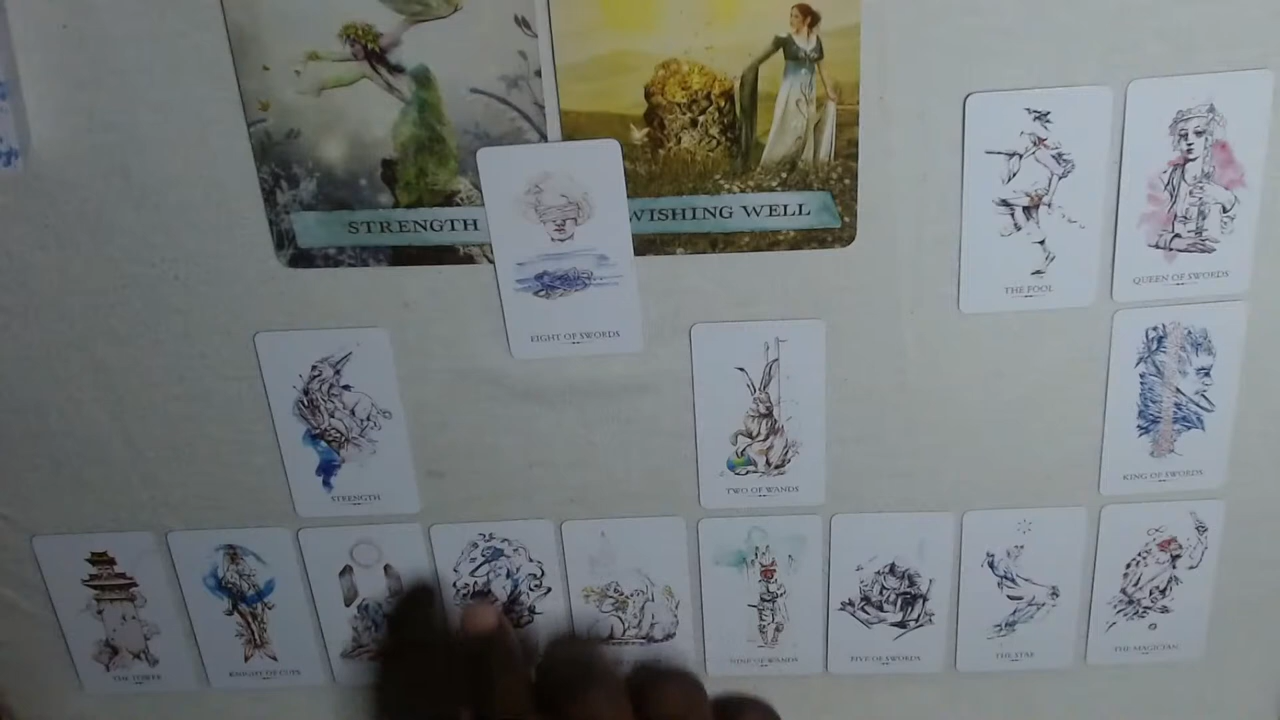 STRENGTH
WISHING WELL
EIGHT OF SWORDS
THE FOOL
QUEEN OF SWORDS
STRENGTH
TWO OF WANDS
KING OF SWORDS
THE TOWER
KNIGHT OF CUPS
NINE OF WANDS
FIVE OF SWORDS
THE STAR
THE MAGICIAN